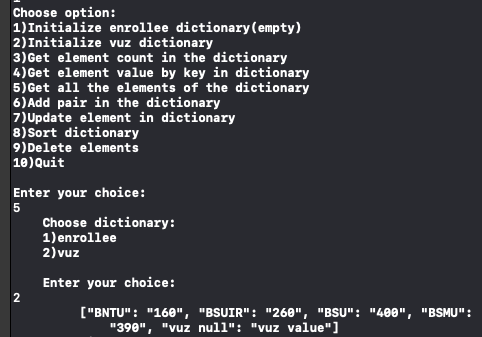 Choose option:
1)Initialize enrollee dictionary(empty)
2)Initialize vuz dictionary
3)Get element count in the dictionary
4)Get element value by key in dictionary
5)Get all the elements of the dictionary
6)Add pair in the dictionary
7)Update element in dictionary
8)Sort dictionary
9)Delete elements
10)Quit
Enter your choice:
5
Choose dictionary:
1)enrollee
2)vuz
Enter your choice:
2
["BNTU": "160", "BSUIR": "260", "BSU": "400", "BSMU":
"390", "vuz null": "vuz value"]